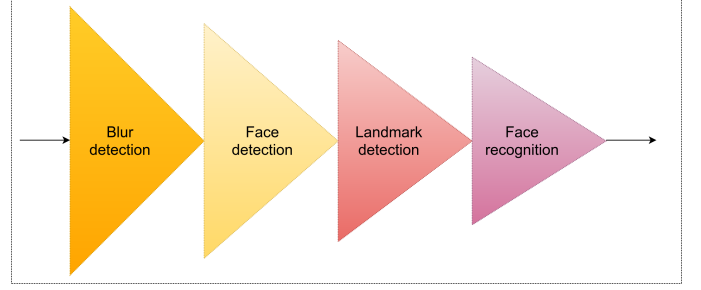 Blur
detection
Face
detection
Landmark
detection
Face
recognition